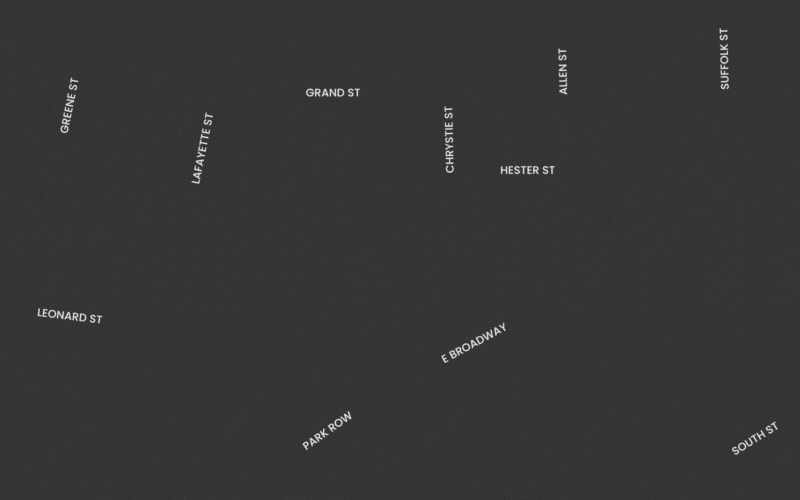 SUFFOLK ST
ALLEN ST
GREENE ST
GRAND ST
LAFAYETTE ST
CHRYSTIE ST
HESTER ST
LEONARD ST
E BROADWAY
PARK ROW
SOUTH ST